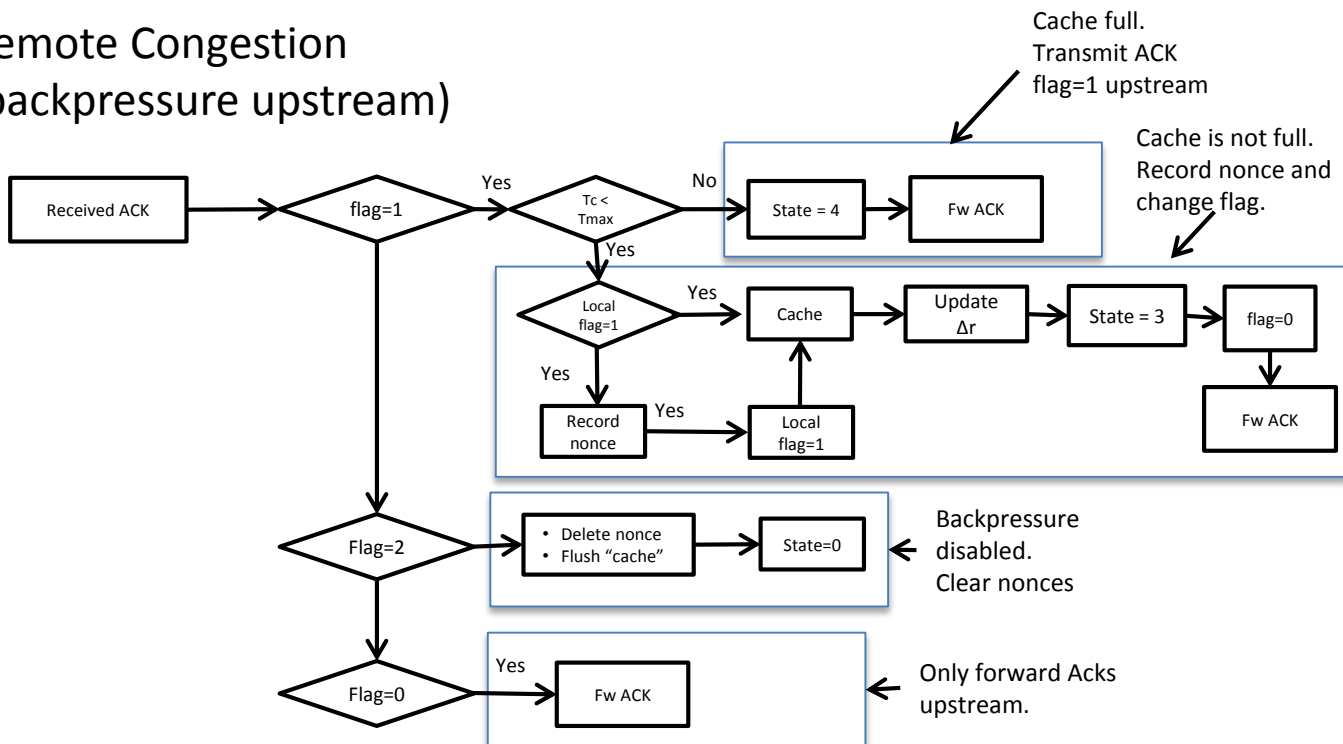 emote Congestion
backpressure upstream)
Cache full.
Transmit ACK
flag=1 upstream
Cache is not full.
Record nonce and
change flag.
Received ACK
flag=1
Yes
Tc <
Tmax
No
State = 4
Fw ACK
Yes
Local
flag=1
Yes
Cache
Update
Δr
State = 3
flag=0
Yes
Record
nonce
Yes
Local
flag=1
Fw ACK
Flag=2
• Delete nonce
• Flush “cache”
State=0
Backpressure
disabled.
Clear nonces
Flag=0
Yes
Fw ACK
Only forward Acks
upstream.